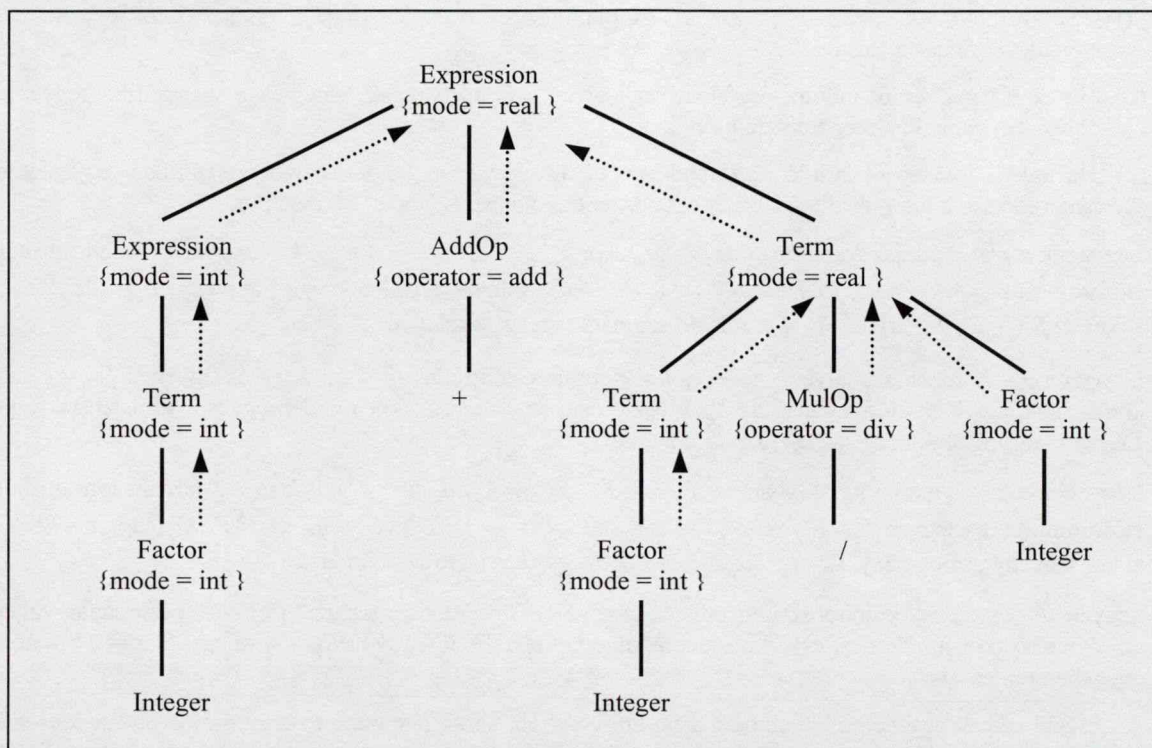 Expression
{mode = real }
Expression
{mode = int }
AddOp
{ operator = add }
Term
{mode = real }
Term
{mode = int }
+
Term
{mode = int }
MulOp
{operator = div }
Factor
{mode = int }
Factor
{mode = int }
Factor
{mode = int }
/
Integer
Integer
Integer